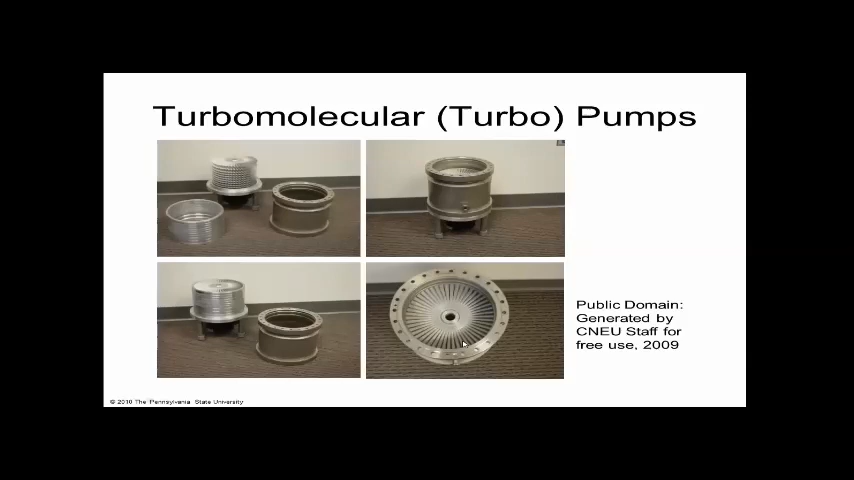 Turbomolecular (Turbo) Pumps
Public Domain:
Generated by
CNEU Staff for
free use, 2009
© 2010 The Pennsylvania State University